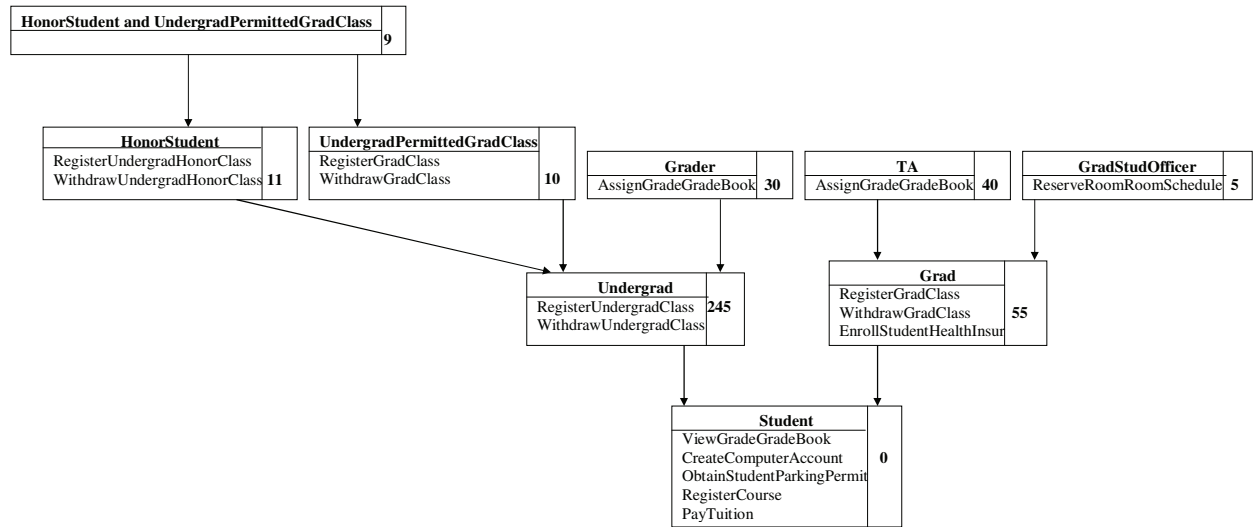 HonorStudent and UndergradPermittedGradClass
9
HonorStudent
RegisterUndergradHonorClass
WithdrawUndergradHonorClass
11
UndergradPermittedGradClass
RegisterGradClass
WithdrawGradClass
10
Grader
AssignGradeGradeBook
30
TA
AssignGradeGradeBook
40
GradStudOfficer
ReserveRoomRoomSchedule
5
Undergrad
RegisterUndergradClass
WithdrawUndergradClass
245
Grad
RegisterGradClass
WithdrawGradClass
EnrollStudentHealthInsur
55
Student
ViewGradeGradeBook
CreateComputerAccount
ObtainStudentParkingPermit
RegisterCourse
PayTuition
0